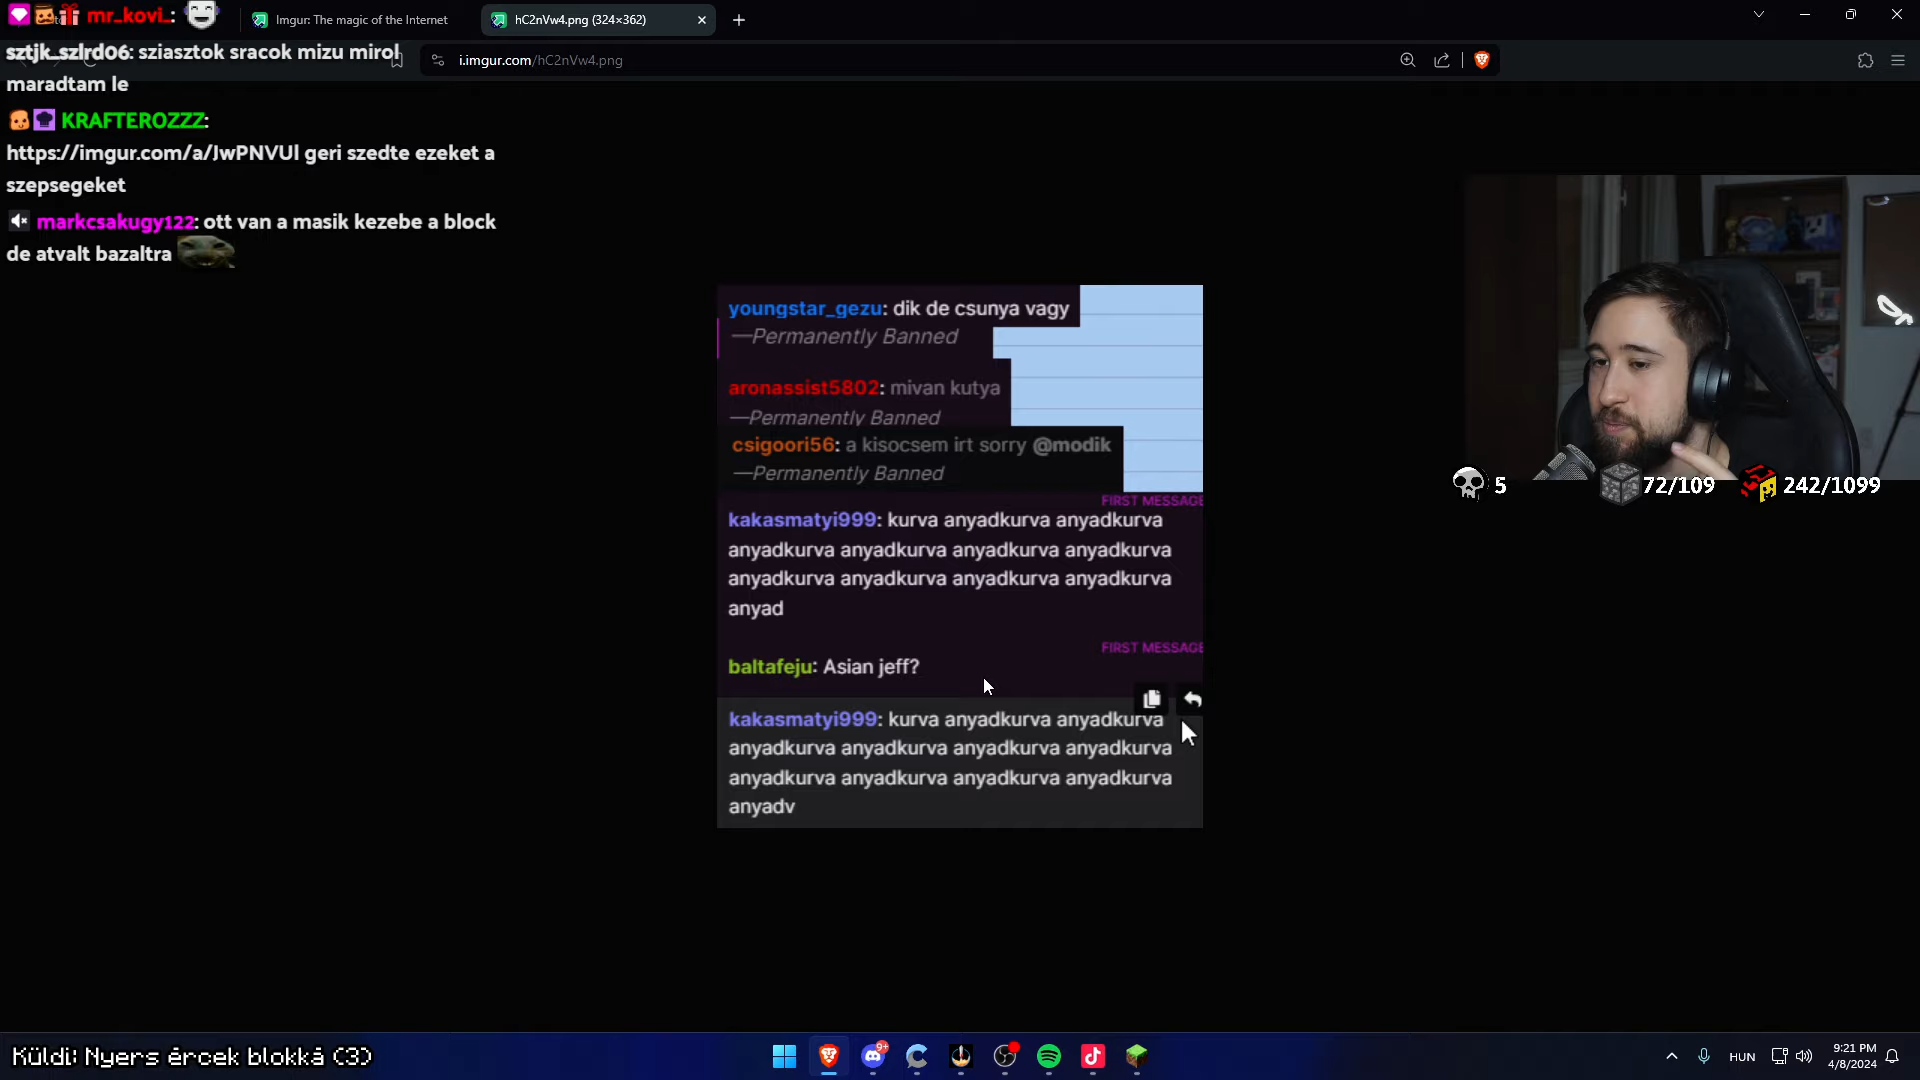 mr_kovi_:
Imgur: The magic of the Internet
hC2nVw4.png (324×362)
i.imgur.com/hC2nVw4.png
sztjk_szlrd06: sziasztok sracok mizu mirol
maradtam le
KRAFTEROZZZ:
https://imgur.com/a/JwPNVUl geri szedte ezeket a
szepsegeket
markcsakugy122: ott van a masik kezebe a block
de atvalt bazaltra
youngstar_gezu: dik de csunya vagy
—Permanently Banned
aronassist5802: mivan kutya
—Permanently Banned
csigoori56: a kisocsem irt sorry @modik
—Permanently Banned
FIRST MESSAGE
kakasmatyi999: kurva anyadkurva anyadkurva
anyadkurva anyadkurva anyadkurva anyadkurva
anyadkurva anyadkurva anyadkurva anyadkurva
anyad
FIRST MESSAGE
baltafeju: Asian jeff?
kakasmatyi999: kurva anyadkurva anyadkurva
anyadkurva anyadkurva anyadkurva anyadkurva
anyadkurva anyadkurva anyadkurva anyadkurva
anyadv
5
72/109
242/1099
Küldi: Nyers ércek blokká (3)
9+
HUN
9:21 PM
4/8/2024